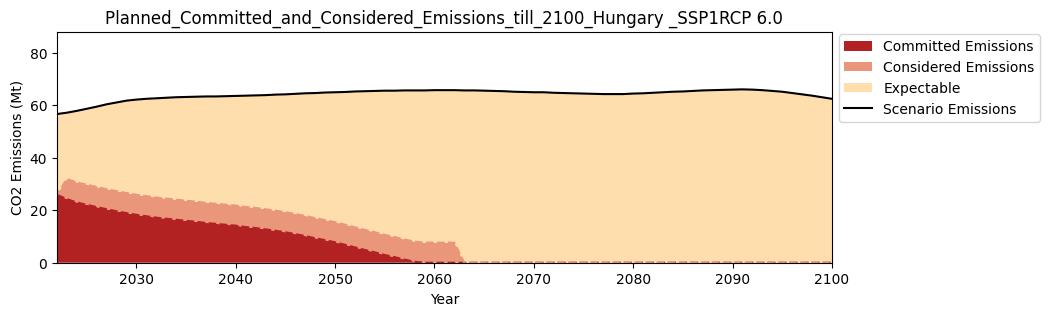 Planned_Committed_and_Considered_Emissions_till_2100_Hungary _SSP1RCP 6.0
CO2 Emissions (Mt)
80
60
40
20
0
2030 2040 2050 2060 2070 2080 2090 2100
Year
Committed Emissions
Considered Emissions
Expectable
Scenario Emissions